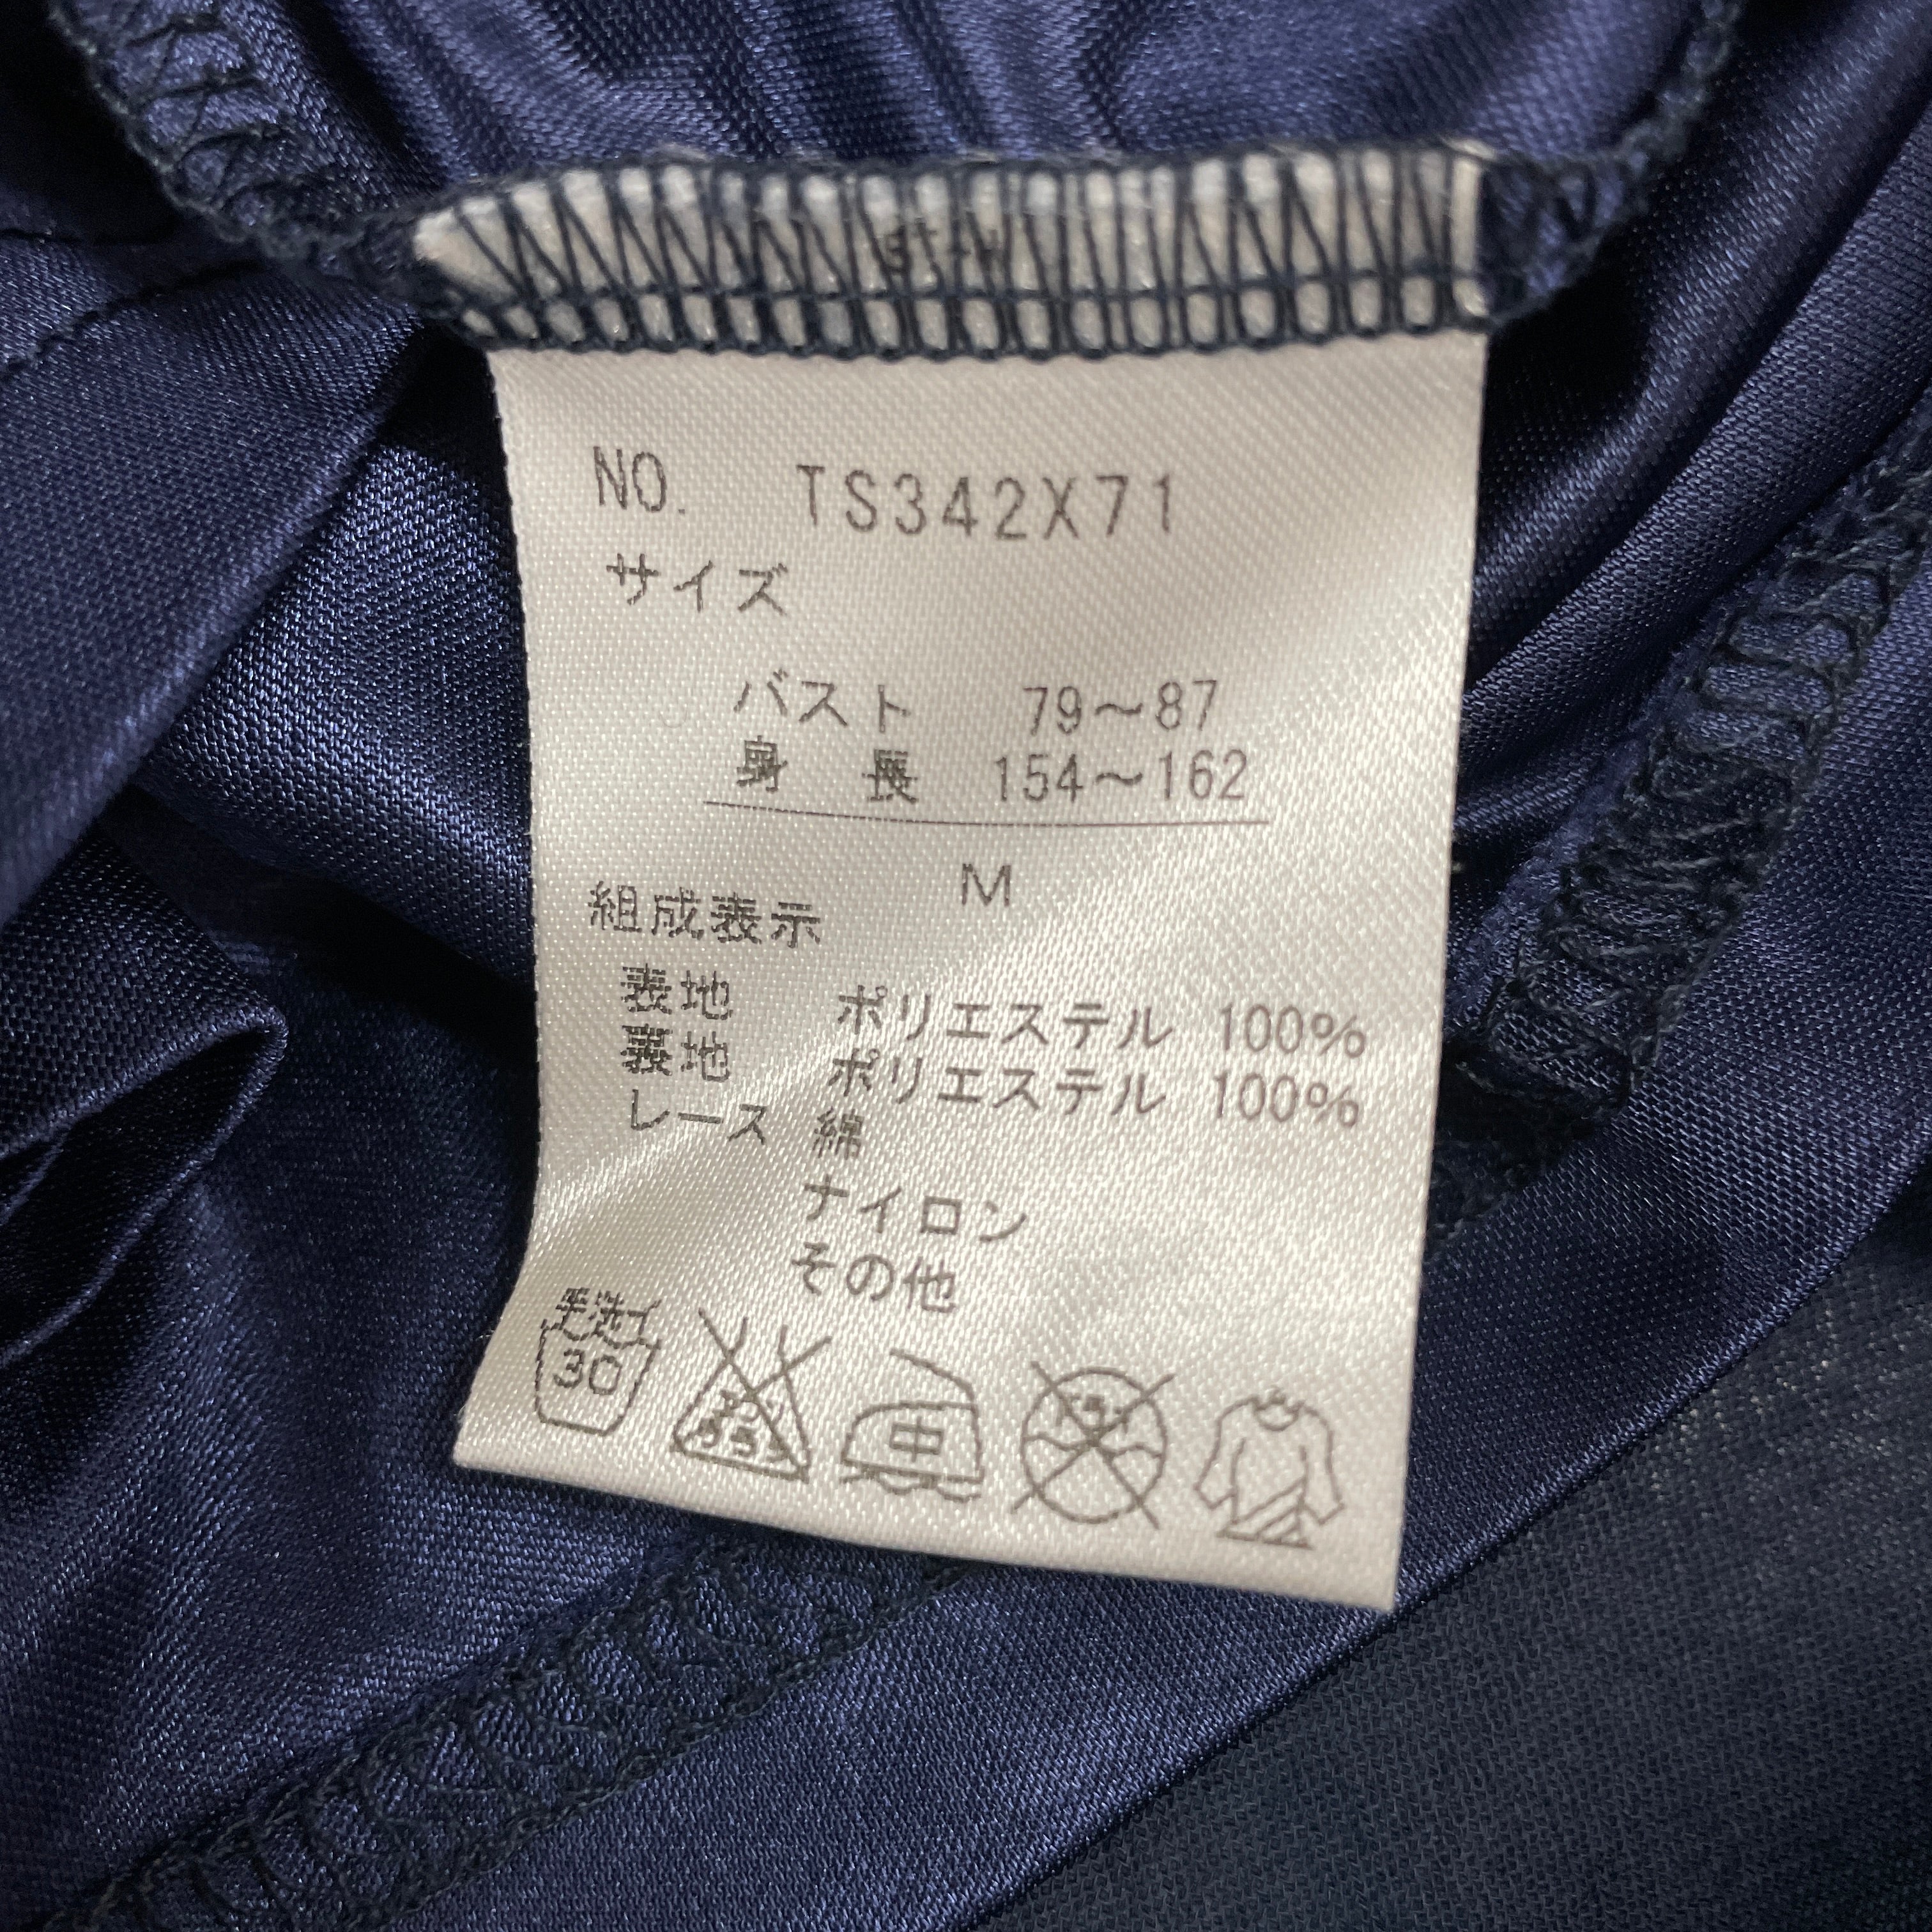 NO. TS342X71
サイズ
バスト 79～87
身 長 154～162
M
組成表示
表地 ポリエステル 100%
裏地 ポリエステル 100%
レース 綿
ナイロン
その他
手洗イ
30
中